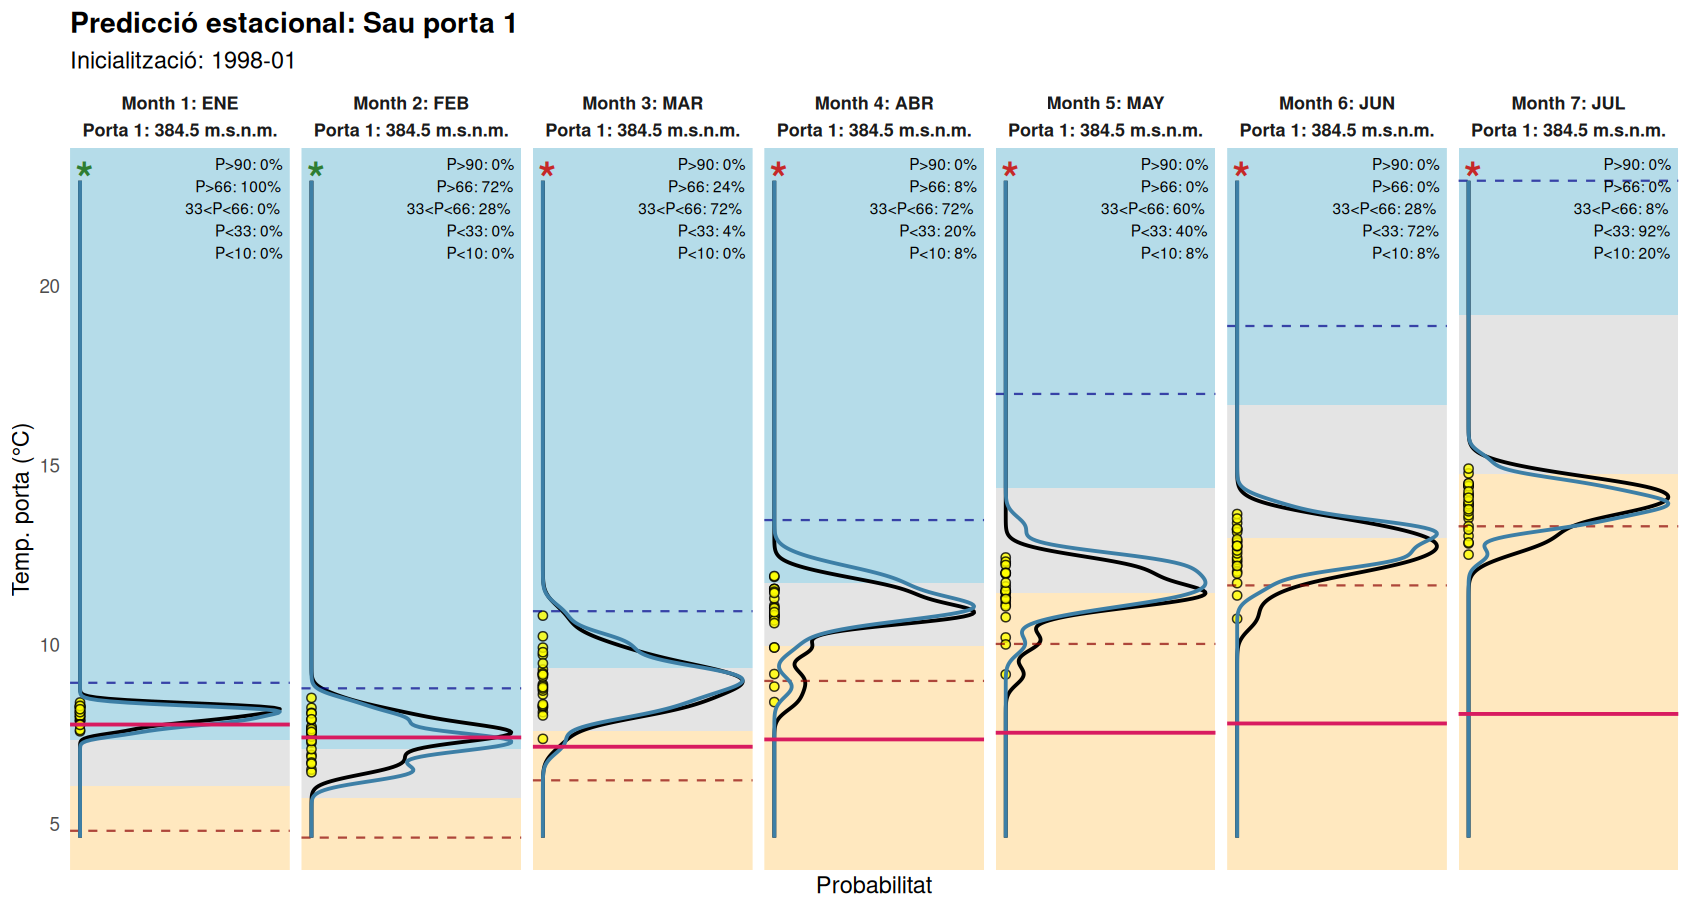 Predicció estacional: Sau porta 1
Inicialització: 1998-01
Month 1: ENE
Porta 1: 384.5 m.s.n.m.
Month 2: FEB
Porta 1: 384.5 m.s.n.m.
Month 3: MAR
Porta 1: 384.5 m.s.n.m.
Month 4: ABR
Porta 1: 384.5 m.s.n.m.
Month 5: MAY
Porta 1: 384.5 m.s.n.m.
Month 6: JUN
Porta 1: 384.5 m.s.n.m.
Month 7: JUL
Porta 1: 384.5 m.s.n.m.
*
P>90: 0%
P>66: 100%
33<P<66: 0%
P<33: 0%
P<10: 0%
*
P>90: 0%
P>66: 72%
33<P<66: 28%
P<33: 0%
P<10: 0%
*
P>90: 0%
P>66: 24%
33<P<66: 72%
P<33: 4%
P<10: 0%
*
P>90: 0%
P>66: 8%
33<P<66: 72%
P<33: 20%
P<10: 8%
*
P>90: 0%
P>66: 0%
33<P<66: 60%
P<33: 40%
P<10: 8%
*
P>90: 0%
P>66: 0%
33<P<66: 28%
P<33: 72%
P<10: 8%
*
P>90: 0%
P>66: 0%
33<P<66: 8%
P<33: 92%
P<10: 20%
Temp. porta (°C)
20
15
10
5
Probabilitat